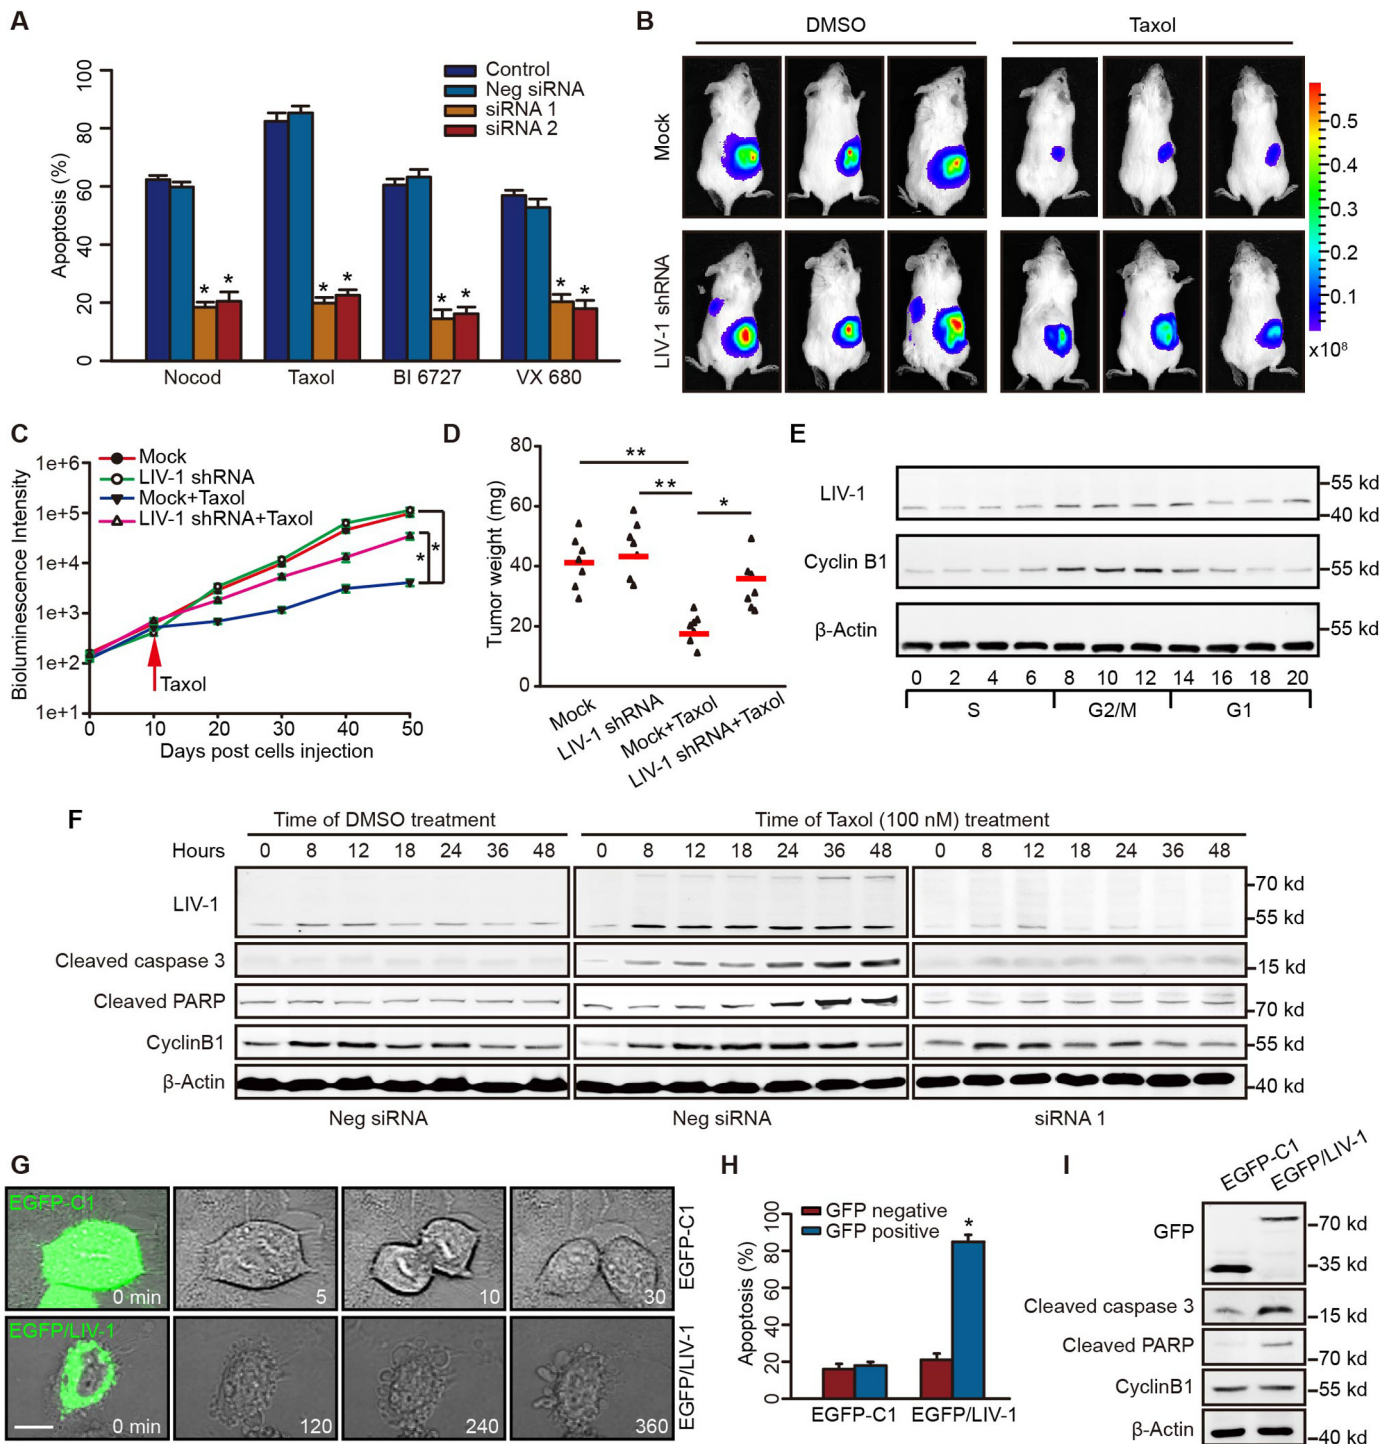 A
Apoptosis (%)
100
80
60
40
20
0
Control
Neg siRNA
siRNA 1
siRNA 2
* * * * * * * *
Nocod Taxol BI 6727 VX 680
B
DMSO Taxol
Mock
LIV-1 shRNA
0.5
0.4
0.3
0.2
0.1
x10⁸
C
Bioluminescence Intensity
1e+6
1e+5
1e+4
1e+3
1e+2
1e+1
Mock
LIV-1 shRNA
Mock+Taxol
LIV-1 shRNA+Taxol
* *
Taxol
0 10 20 30 40 50
Days post cells injection
D
Tumor weight (mg)
80
60
40
20
0
**
**
*
Mock
LIV-1 shRNA
Mock+Taxol
LIV-1 shRNA+Taxol
E
LIV-1
55 kd
40 kd
Cyclin B1
55 kd
β-Actin
55 kd
0 2 4 6 8 10 12 14 16 18 20
S G2/M G1
F
Time of DMSO treatment Time of Taxol (100 nM) treatment
Hours 0 8 12 18 24 36 48 0 8 12 18 24 36 48 0 8 12 18 24 36 48
LIV-1
70 kd
55 kd
Cleaved caspase 3
15 kd
Cleaved PARP
70 kd
CyclinB1
55 kd
β-Actin
40 kd
Neg siRNA Neg siRNA siRNA 1
G
EGFP-C1
0 min 5 10 30
EGFP-C1
EGFP/LIV-1
0 min 120 240 360
EGFP/LIV-1
H
Apoptosis (%)
100
80
60
40
20
0
GFP negative
GFP positive
*
EGFP-C1 EGFP/LIV-1
I
EGFP-C1
EGFP/LIV-1
GFP
70 kd
35 kd
Cleaved caspase 3
15 kd
Cleaved PARP
70 kd
CyclinB1
55 kd
β-Actin
40 kd